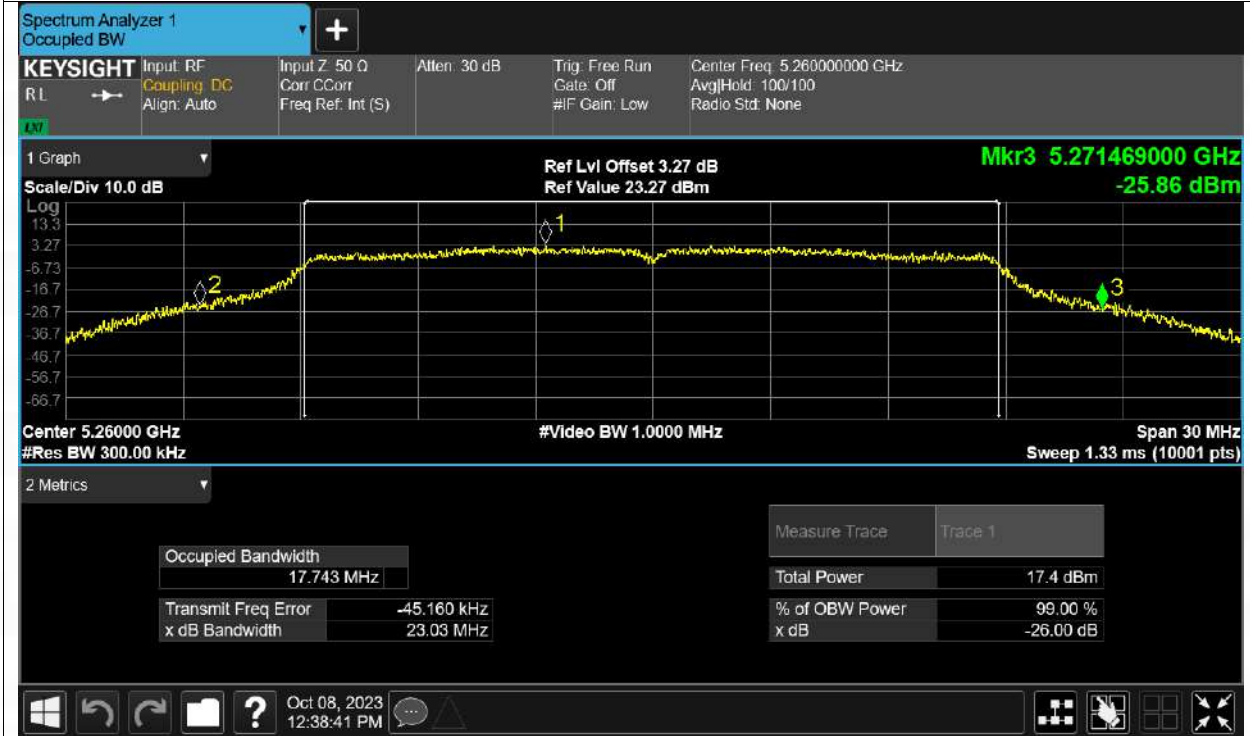 Spectrum Analyzer 1
Occupied BW
+
KEYSIGHT
RL
LXI
Input: RF
Coupling: DC
Align: Auto
Input Z: 50 Ω
Corr CCorr
Freq Ref: Int (S)
Atten: 30 dB
Trig: Free Run
Gate: Off
#IF Gain: Low
Center Freq: 5.260000000 GHz
Avg|Hold: 100/100
Radio Std: None
1 Graph
Scale/Div 10.0 dB
Ref Lvl Offset 3.27 dB
Ref Value 23.27 dBm
Mkr3 5.271469000 GHz
-25.86 dBm
Log
13.3
3.27
-6.73
-16.7
-26.7
-36.7
-46.7
-56.7
-66.7
1
2
3
Center 5.26000 GHz
#Video BW 1.0000 MHz
Span 30 MHz
#Res BW 300.00 kHz
Sweep 1.33 ms (10001 pts)
2 Metrics
Measure Trace Trace 1
Occupied Bandwidth
17.743 MHz
Total Power 17.4 dBm
Transmit Freq Error -45.160 kHz
% of OBW Power 99.00 %
x dB Bandwidth 23.03 MHz
x dB -26.00 dB
?
Oct 08, 2023
12:38:41 PM